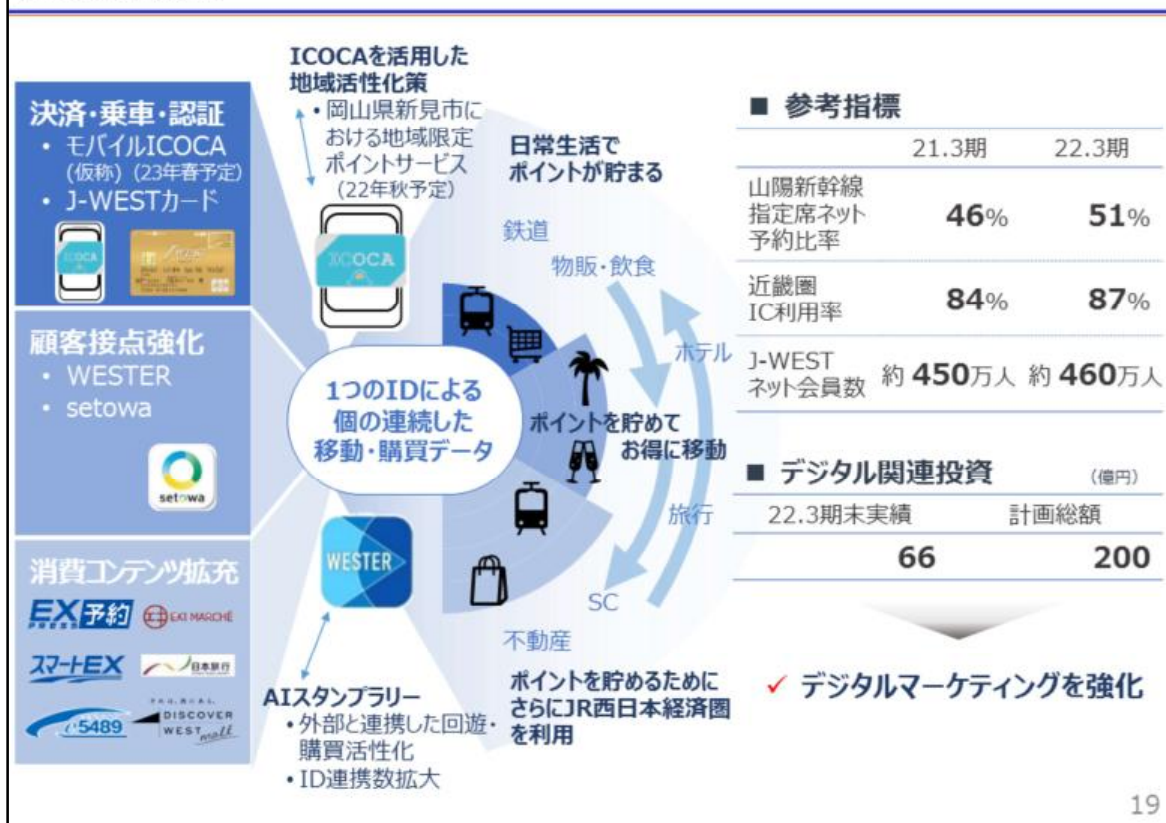 決済・乗車・認証
• モバイルICOCA
(仮称) (23年春予定)
• J-WESTカード
ICOCA
顧客接点強化
• WESTER
• setowa
setowa
消費コンテンツ拡充
EX予約
EKI MARCHÉ
スマートEX
日本旅行
e5489
DISCOVER
WEST mall
ICOCAを活用した
地域活性化策
• 岡山県新見市に
おける地域限定
ポイントサービス
(22年秋予定)
ICOCA
1つのIDによる
個の連続した
移動・購買データ
WESTER
AIスタンプラリー
• 外部と連携した回遊・
購買活性化
• ID連携数拡大
日常生活で
ポイントが貯まる
鉄道
物販・飲食
ホテル
ポイントを貯めて
お得に移動
旅行
SC
不動産
ポイントを貯めるために
さらにJR西日本経済圏
を利用
■ 参考指標
21.3期 22.3期
山陽新幹線
指定席ネット
予約比率
46% 51%
近畿圏
IC利用率
84% 87%
J-WEST
ネット会員数
約 450万人 約 460万人
■ デジタル関連投資 (億円)
22.3期末実績 計画総額
66 200
✓ デジタルマーケティングを強化
19